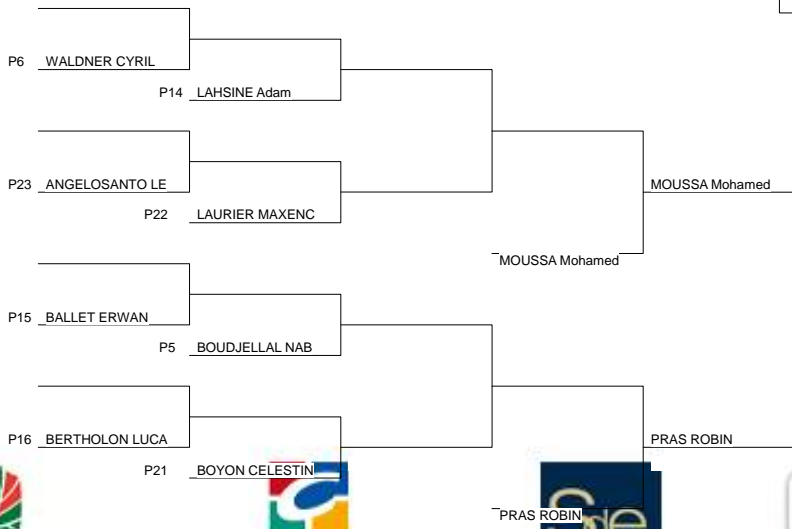 P6 WALDNER CYRIL
P14 LAHSINE Adam
P23 ANGELOSANTO LE
MOUSSA Mohamed
P22 LAURIER MAXENC
MOUSSA Mohamed
P15 BALLET ERWAN
P5 BOUDJELLAL NAB
P16 BERTHOLON LUCA
PRAS ROBIN
P21 BOYON CELESTIN
PRAS ROBIN